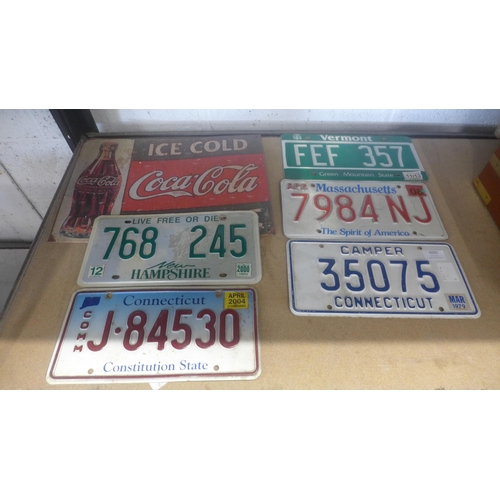 ICE COLD
Coca-Cola
Coca-Cola
Vermont
FEF 357
Green Mountain State
APR
Massachusetts
7984 NJ
The Spirit of America
LIVE FREE OR DIE
768 245
12
New
2000
HAMPSHIRE
CAMPER
35075
CONNECTICUT
MAR
1979
Connecticut
APRIL
2004
COMM
J·84530
Constitution State